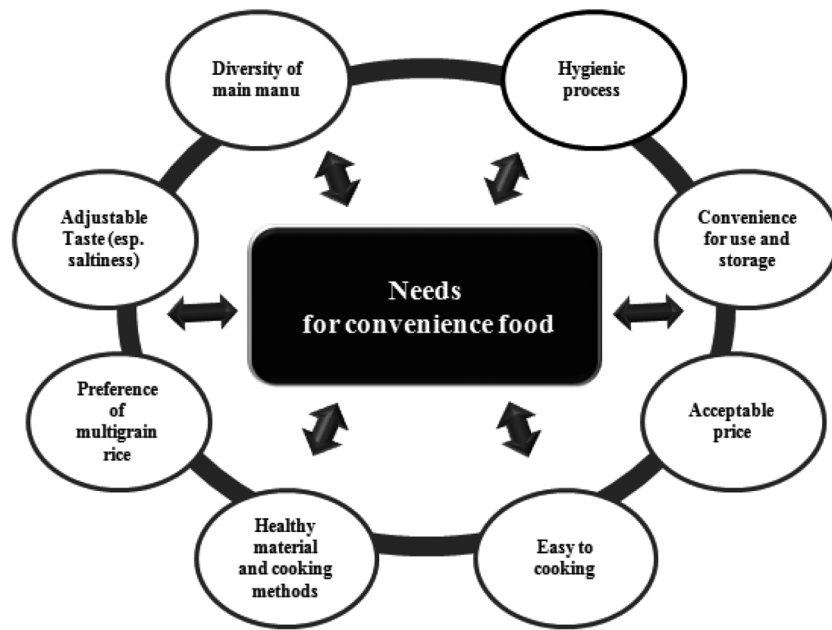 Diversity of
main manu
Hygienic
process
Adjustable
Taste (esp.
saltiness)
Convenience
for use and
storage
Needs
for convenience food
Preference
of
multigrain
rice
Acceptable
price
Healthy
material
and cooking
methods
Easy to
cooking